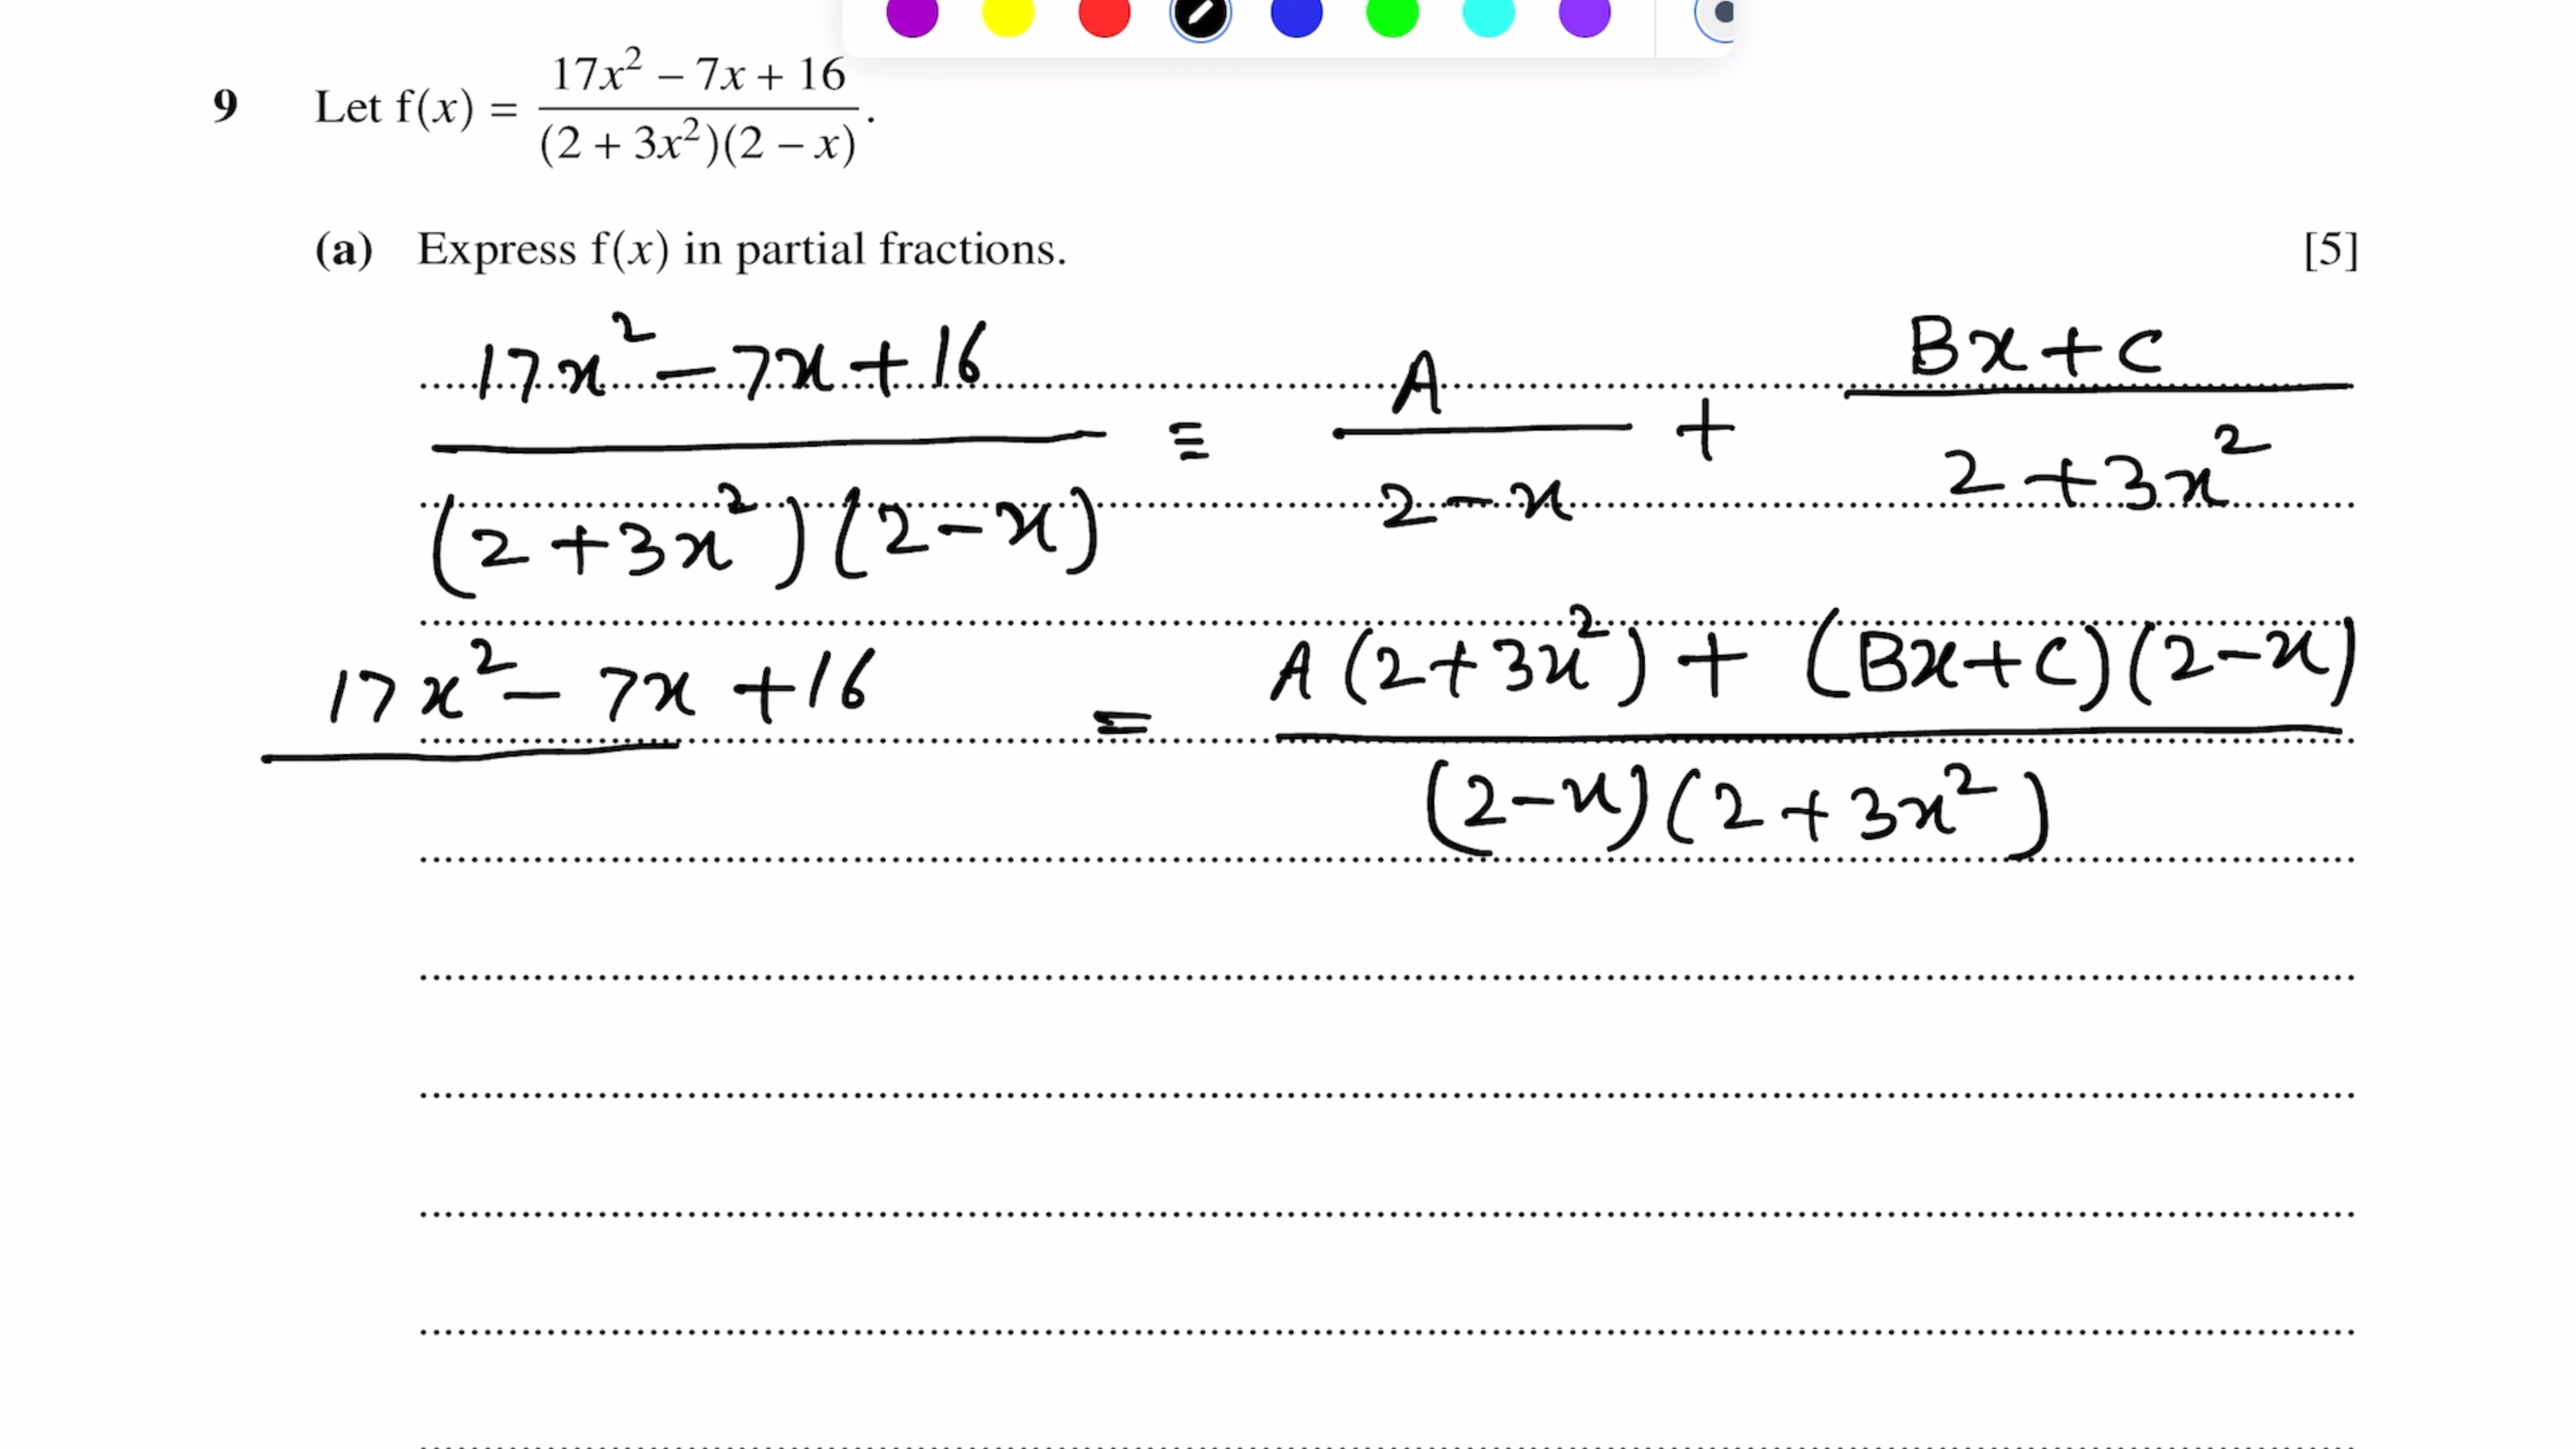 9 Let f(x) = 17x² − 7x + 16 / (2 + 3x²)(2 − x) .
(a) Express f(x) in partial fractions. [5]
17x² − 7x + 16 / (2 + 3x²)(2 − x) ≡ A / 2 − x + Bx + C / 2 + 3x²
17x² − 7x + 16 = A(2 + 3x²) + (Bx + C)(2 − x) / (2 − x)(2 + 3x²)